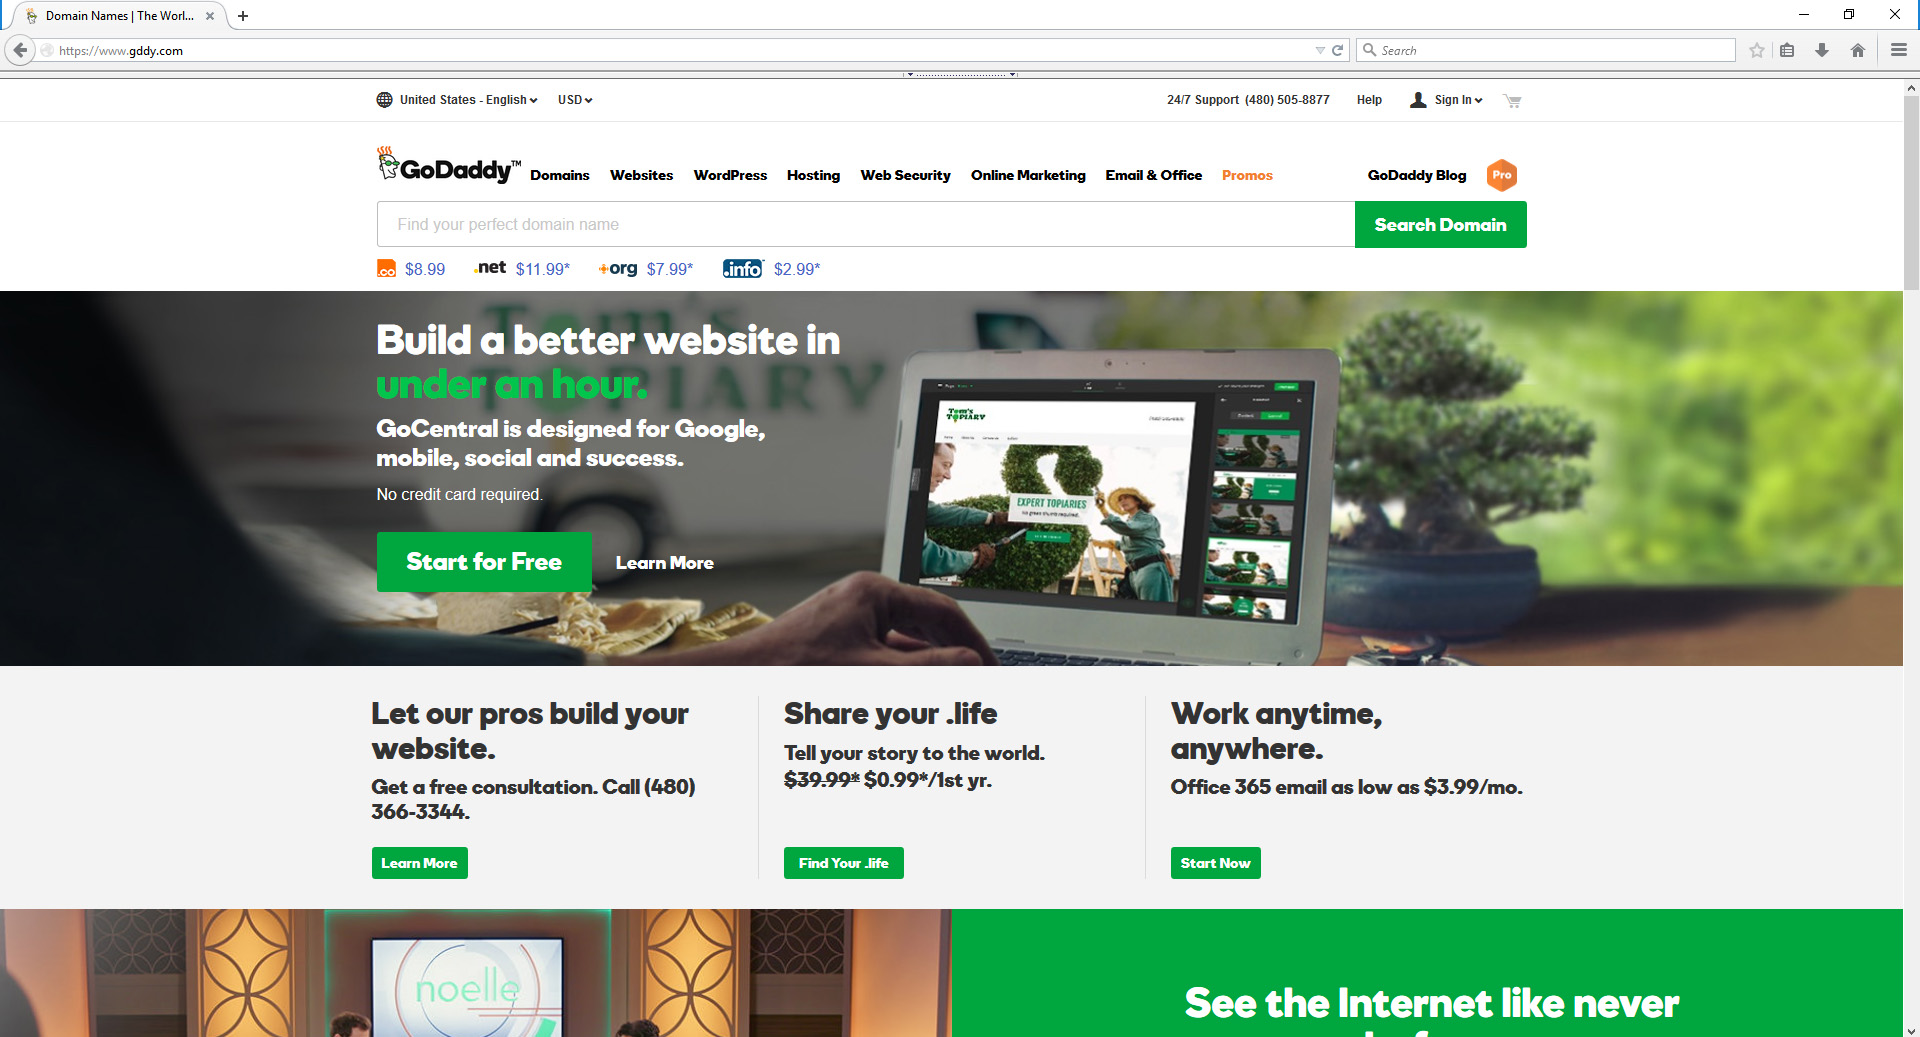 Domain Names | The Worl...
https://www.gddy.com
Search
United States - English
USD
24/7 Support (480) 505-8877
Help
Sign In
GoDaddy™
Domains
Websites
WordPress
Hosting
Web Security
Online Marketing
Email & Office
Promos
GoDaddy Blog
Pro
Find your perfect domain name
Search Domain
.co $8.99
.net $11.99*
org $7.99*
.info $2.99*
Build a better website in
under an hour.
GoCentral is designed for Google,
mobile, social and success.
No credit card required.
Start for Free
Learn More
Tom's
TOPIARY
Tom's
TOPIARY
EXPERT TOPIARIES
No green thumb required.
Let our pros build your
website.
Get a free consultation. Call (480)
366-3344.
Learn More
Share your .life
Tell your story to the world.
$39.99* $0.99*/1st yr.
Find Your .life
Work anytime,
anywhere.
Office 365 email as low as $3.99/mo.
Start Now
noelle
See the Internet like never